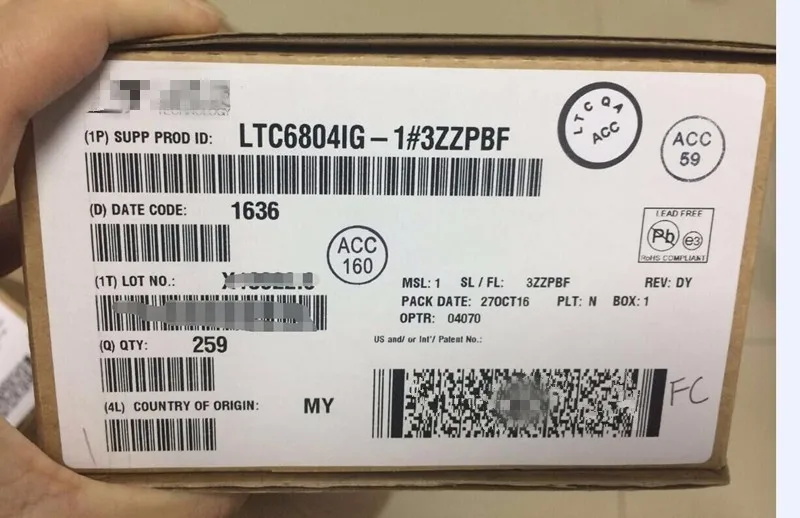 TECHNOLOGY
(1P) SUPP PROD ID: LTC6804IG–1#3ZZPBF
LTC QA
ACC
ACC
59
(D) DATE CODE: 1636
LEAD FREE
Pb e3
RoHS COMPLIANT
ACC
160
(1T) LOT NO.:
MSL: 1 SL / FL: 3ZZPBF REV: DY
PACK DATE: 27OCT16 PLT: N BOX: 1
OPTR: 04070
(Q) QTY: 259
US and/ or Int'/ Patent No.:
FC
(4L) COUNTRY OF ORIGIN: MY